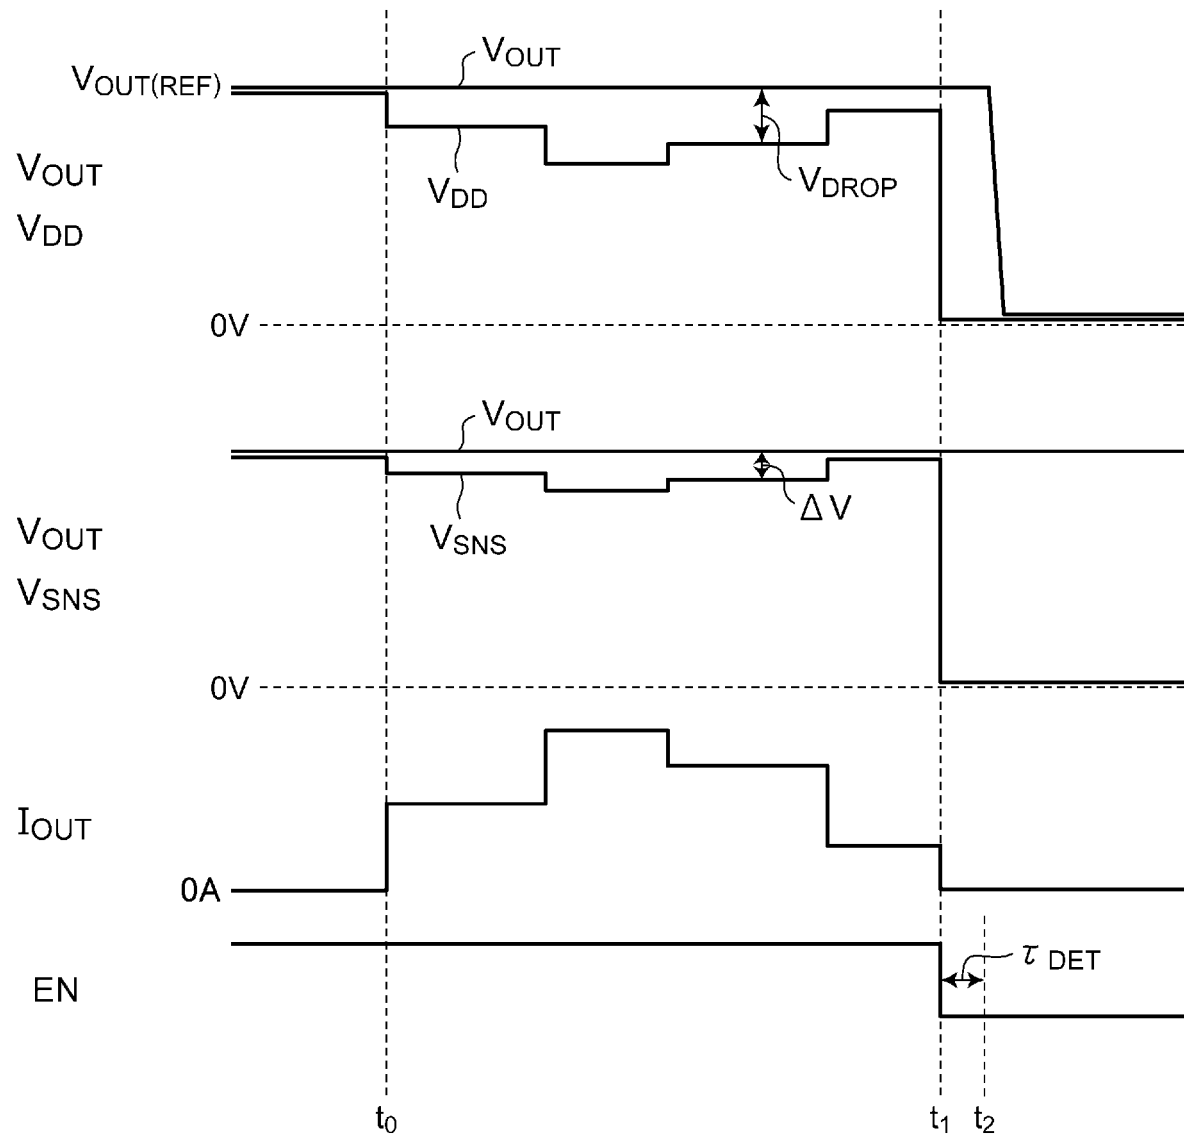 VOUT
VOUT(REF)
VOUT
VDD
VDD
VDROP
0V
VOUT
VOUT
VSNS
VSNS
ΔV
0V
IOUT
0A
EN
τ DET
t0
t1
t2